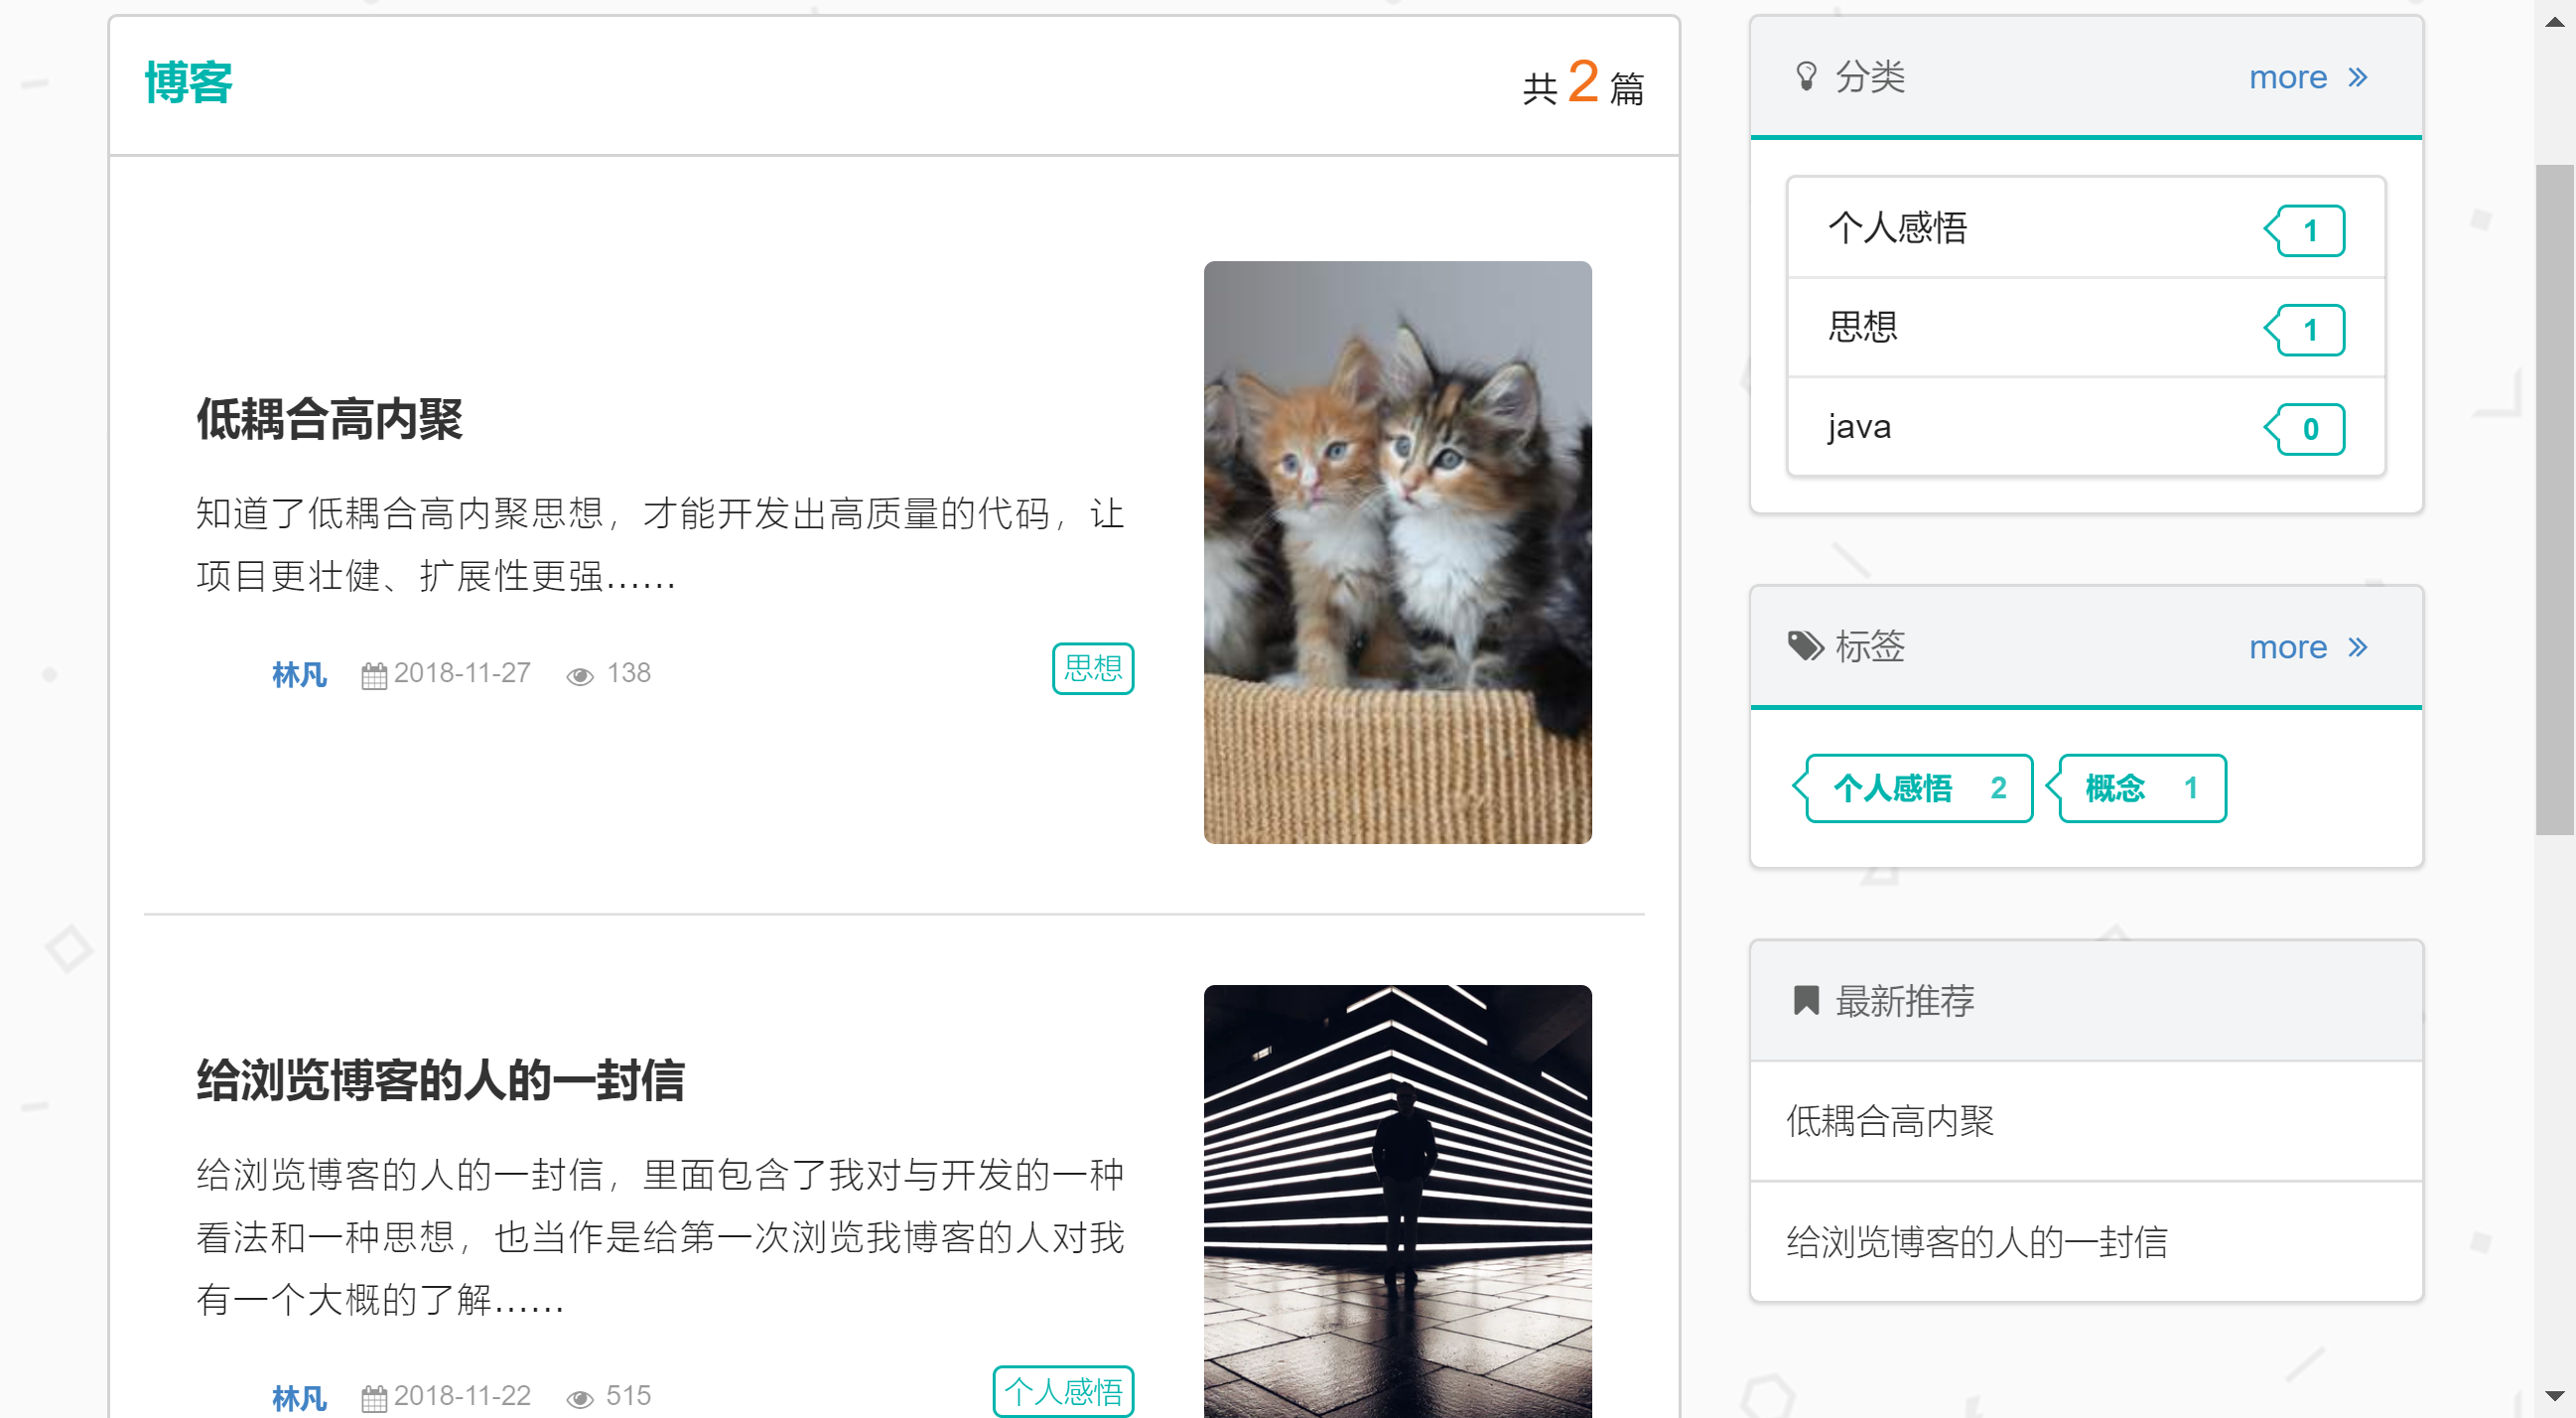 博客
共 2 篇
低耦合高内聚
知道了低耦合高内聚思想，才能开发出高质量的代码，让
项目更壮健、扩展性更强……
林凡 2018-11-27 138
思想
给浏览博客的人的一封信
给浏览博客的人的一封信，里面包含了我对与开发的一种
看法和一种思想，也当作是给第一次浏览我博客的人对我
有一个大概的了解……
林凡 2018-11-22 515
个人感悟
分类 more
个人感悟 1
思想 1
java 0
标签 more
个人感悟 2 概念 1
最新推荐
低耦合高内聚
给浏览博客的人的一封信